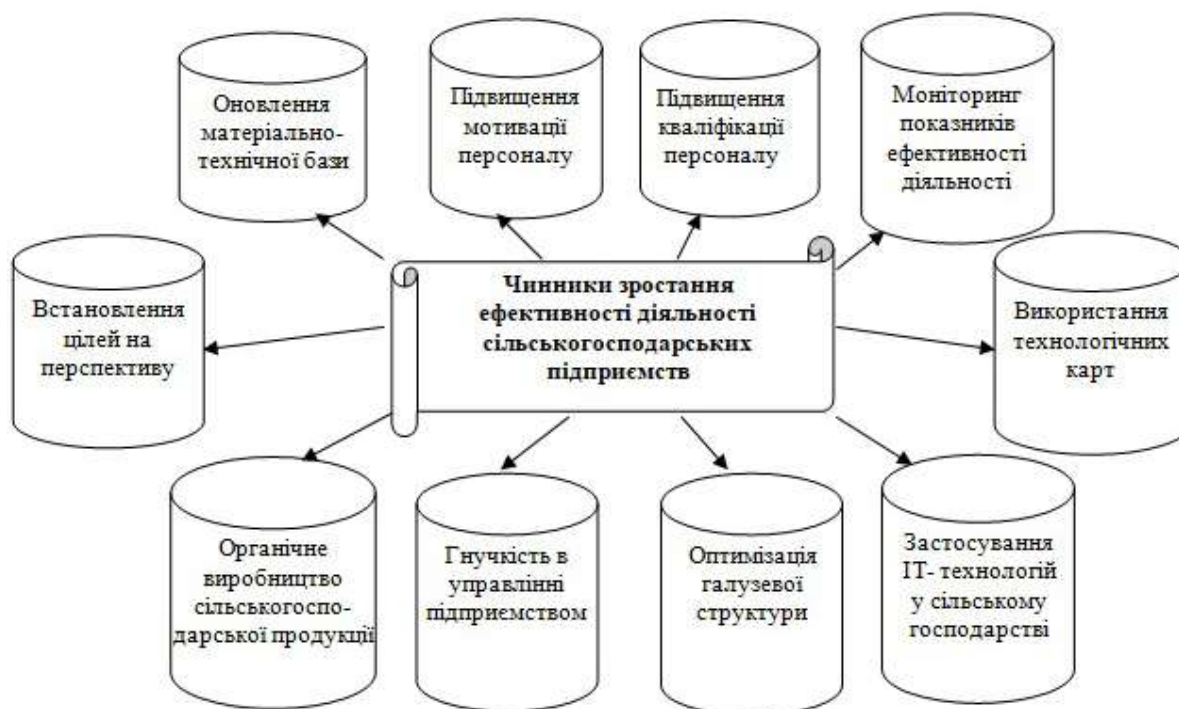 Оновлення
матеріально-
технічної бази
Підвищення
мотивації
персоналу
Підвищення
кваліфікації
персоналу
Моніторинг
показників
ефективності
діяльності
Встановлення
цілей на
перспективу
Чинники зростання
ефективності діяльності
сільськогосподарських
підприємств
Використання
технологічних
карт
Органічне
виробництво
сільськогоспо-
дарської продукції
Гнучкість в
управлінні
підприємством
Оптимізація
галузевої
структури
Застосування
ІТ- технологій
у сільському
господарстві